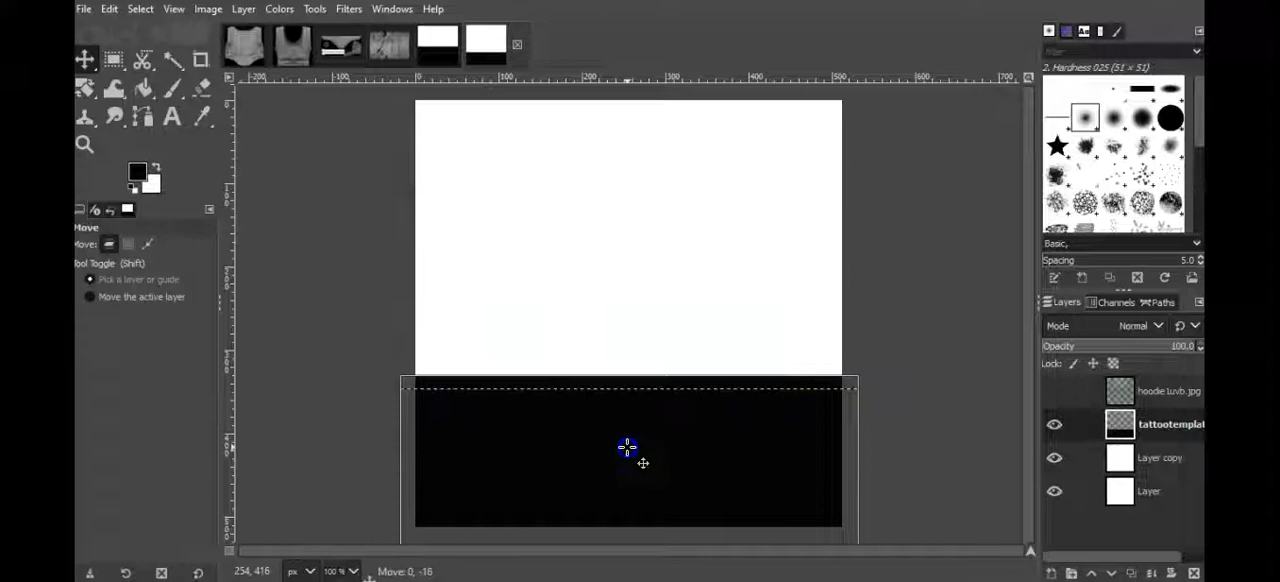 File Edit Select View Image Layer Colors Tools Filters Windows Help
2. Hardness 025 (51 × 51)
-200 -100 0 100 200 300 400 500 600 700
Move
Move:
Tool Toggle (Shift)
Pick a layer or guide
Move the active layer
Basic,
Spacing 5.0
Layers Channels Paths
Mode Normal
Opacity 100.0
Lock:
hoodie luvb.jpg
tattootemplat
Layer copy
Layer
254, 416 px 100 % Move: 0, -16